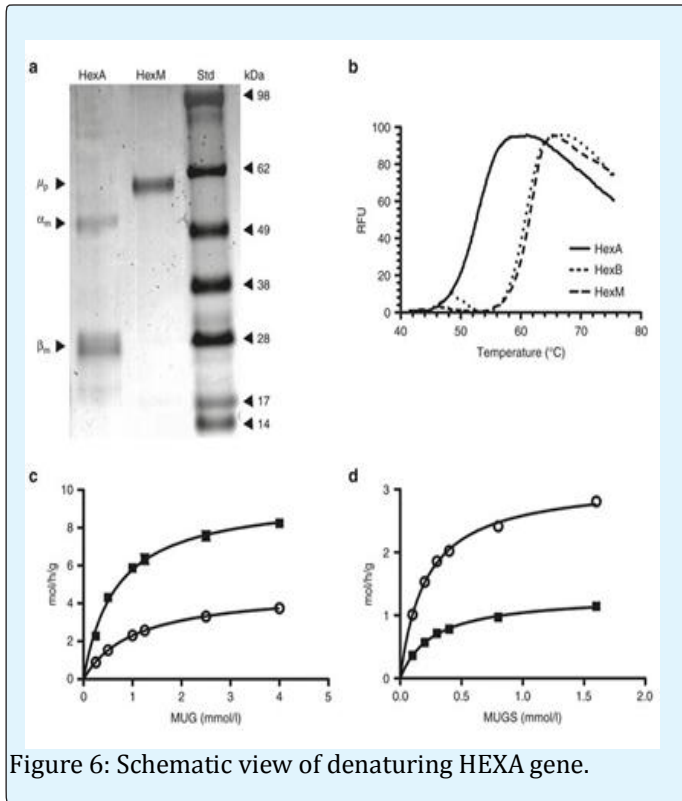 a
HexA HexM Std kDa
98
62
μp
αm
49
38
βm
28
17
14
b
100
80
60
40
20
0
RFU
HexA
HexB
HexM
40 50 60 70 80
Temperature (°C)
c
10
8
6
4
2
0
mol/h/g
0 1 2 3 4 5
MUG (mmol/l)
d
3
2
1
0
mol/h/g
0.0 0.5 1.0 1.5 2.0
MUGS (mmol/l)
Figure 6: Schematic view of denaturing HEXA gene.